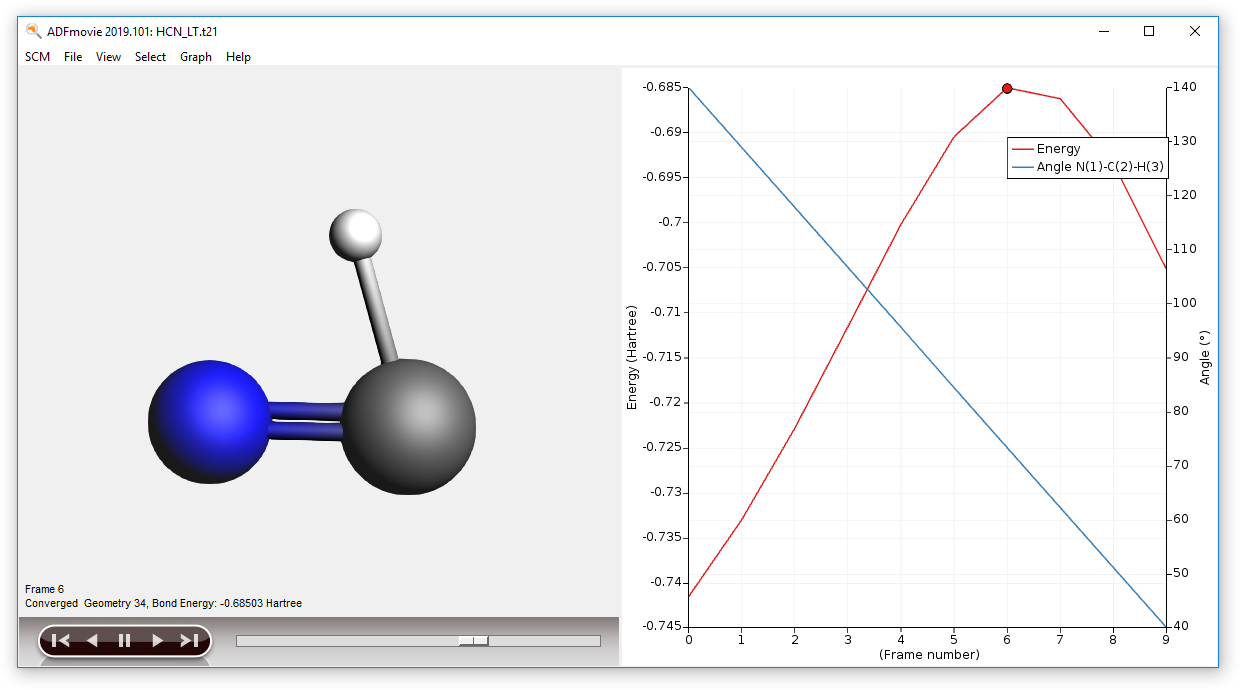 ADFmovie 2019.101: HCN_LT.t21
SCM File View Select Graph Help
Frame 6
Converged  Geometry 34, Bond Energy: -0.68503 Hartree
Energy (Hartree)
-0.685
-0.69
-0.695
-0.7
-0.705
-0.71
-0.715
-0.72
-0.725
-0.73
-0.735
-0.74
-0.745
Energy
Angle N(1)-C(2)-H(3)
140
130
120
110
100
90
80
70
60
50
40
Angle (°)
0 1 2 3 4 5 6 7 8 9
(Frame number)